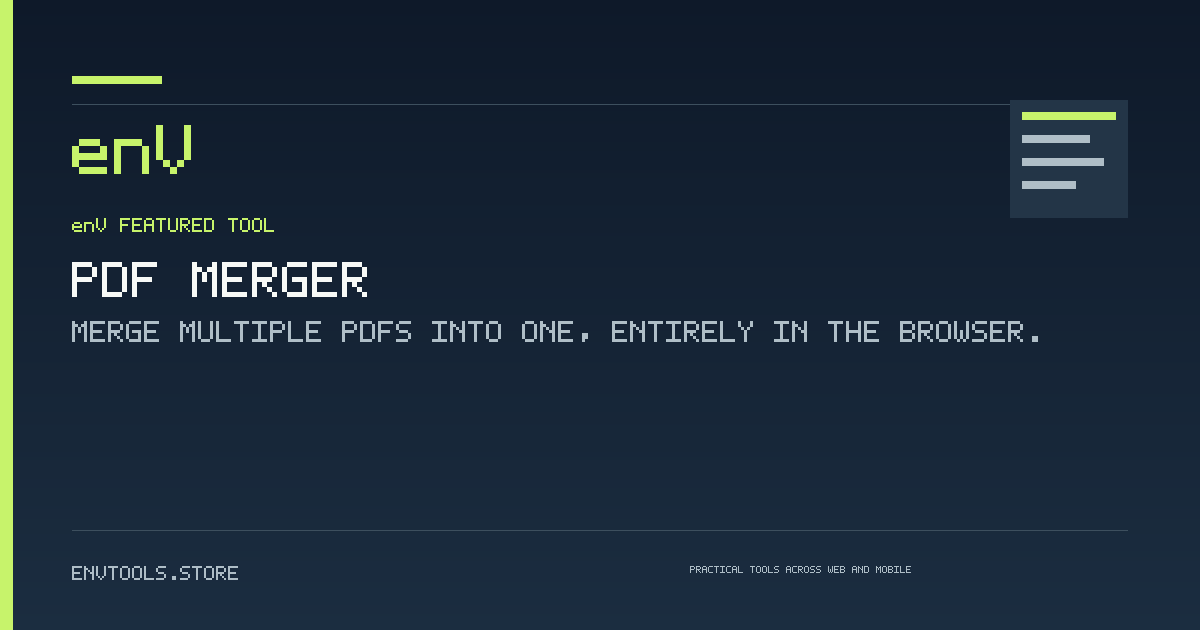 enV
enV FEATURED TOOL
PDF MERGER
MERGE MULTIPLE PDFS INTO ONE, ENTIRELY IN THE BROWSER.
ENVTOOLS.STORE
PRACTICAL TOOLS ACROSS WEB AND MOBILE